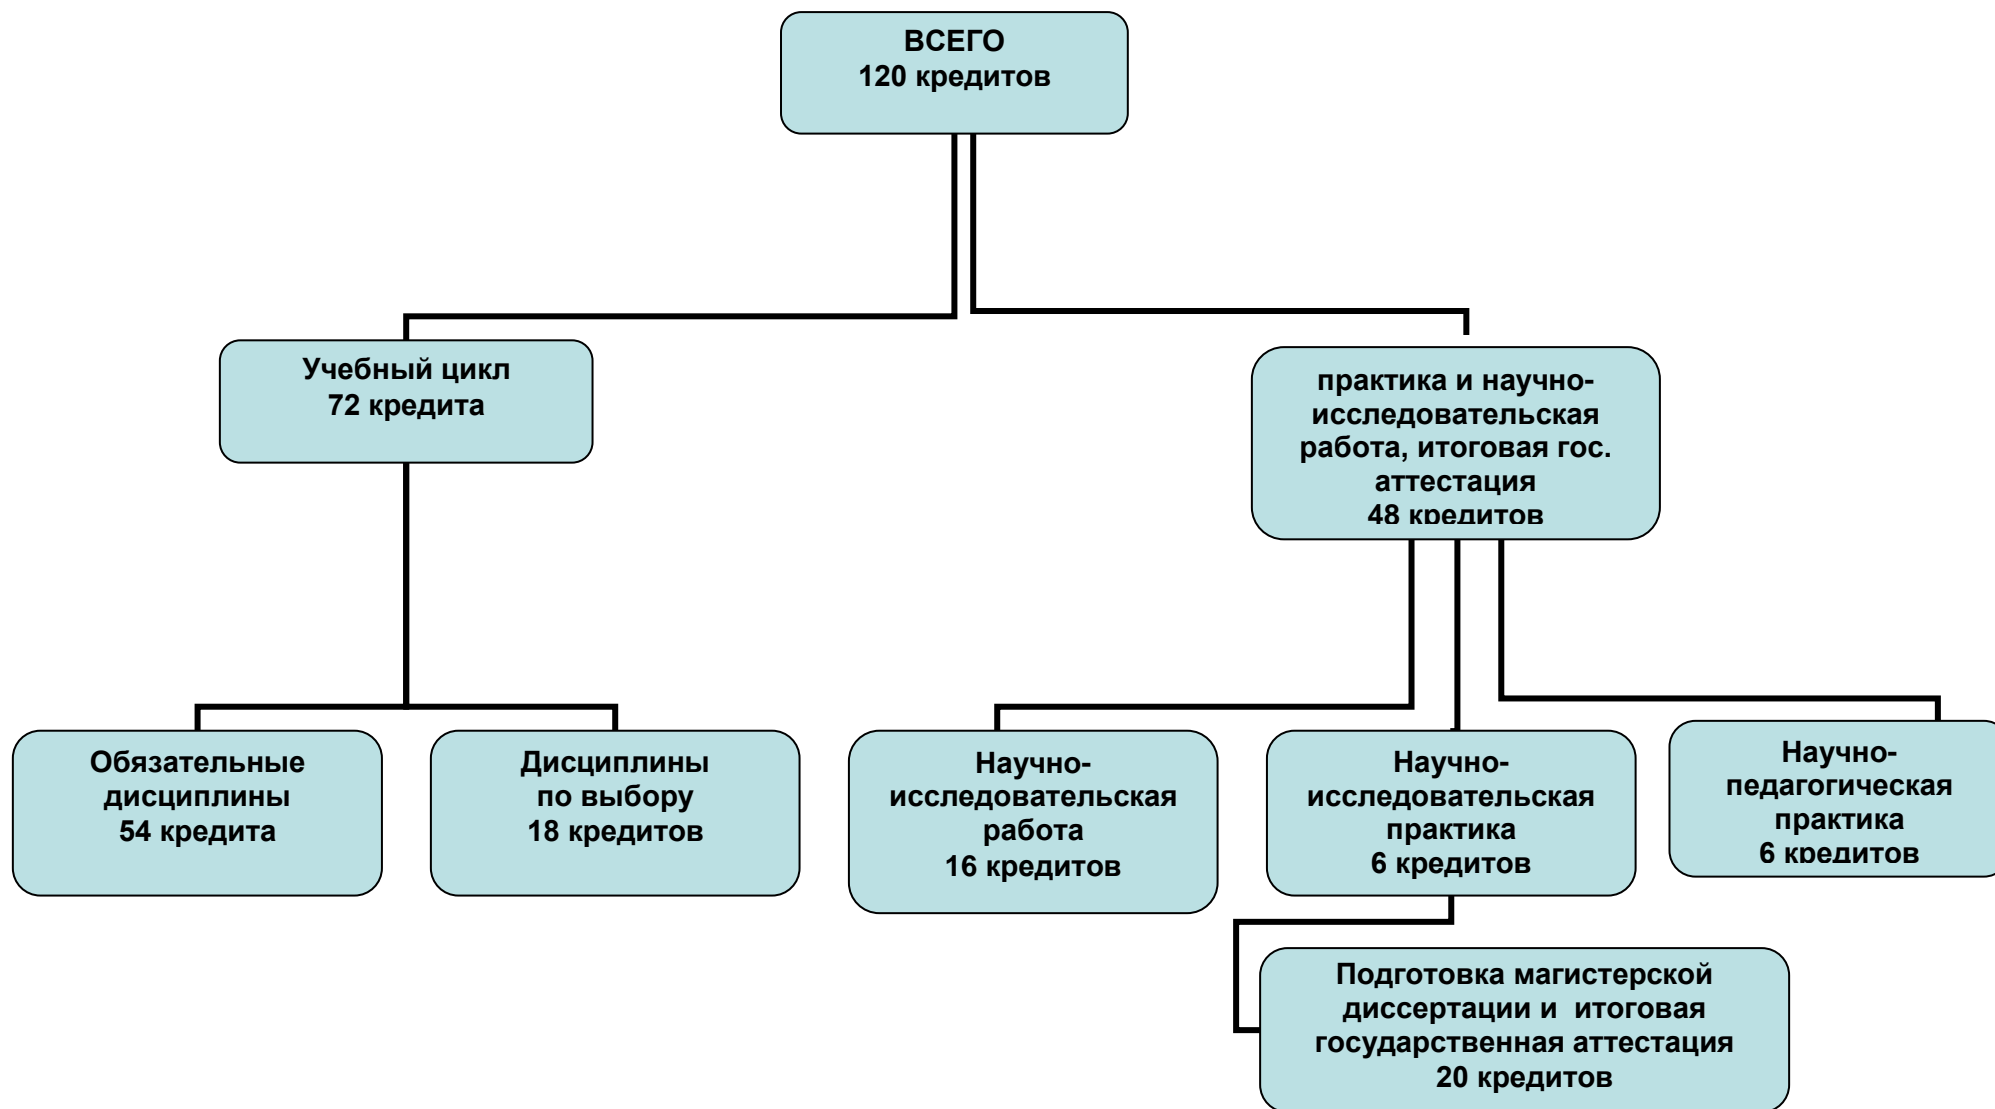 ВСЕГО
120 кредитов
Учебный цикл
72 кредита
практика и научно-
исследовательская
работа, итоговая гос.
аттестация
48 кредитов
Обязательные
дисциплины
54 кредита
Дисциплины
по выбору
18 кредитов
Научно-
исследовательская
работа
16 кредитов
Научно-
исследовательская
практика
6 кредитов
Научно-
педагогическая
практика
6 кредитов
Подготовка магистерской
диссертации и итоговая
государственная аттестация
20 кредитов